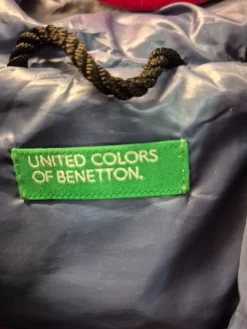 UNITED COLORS
OF BENETTON.